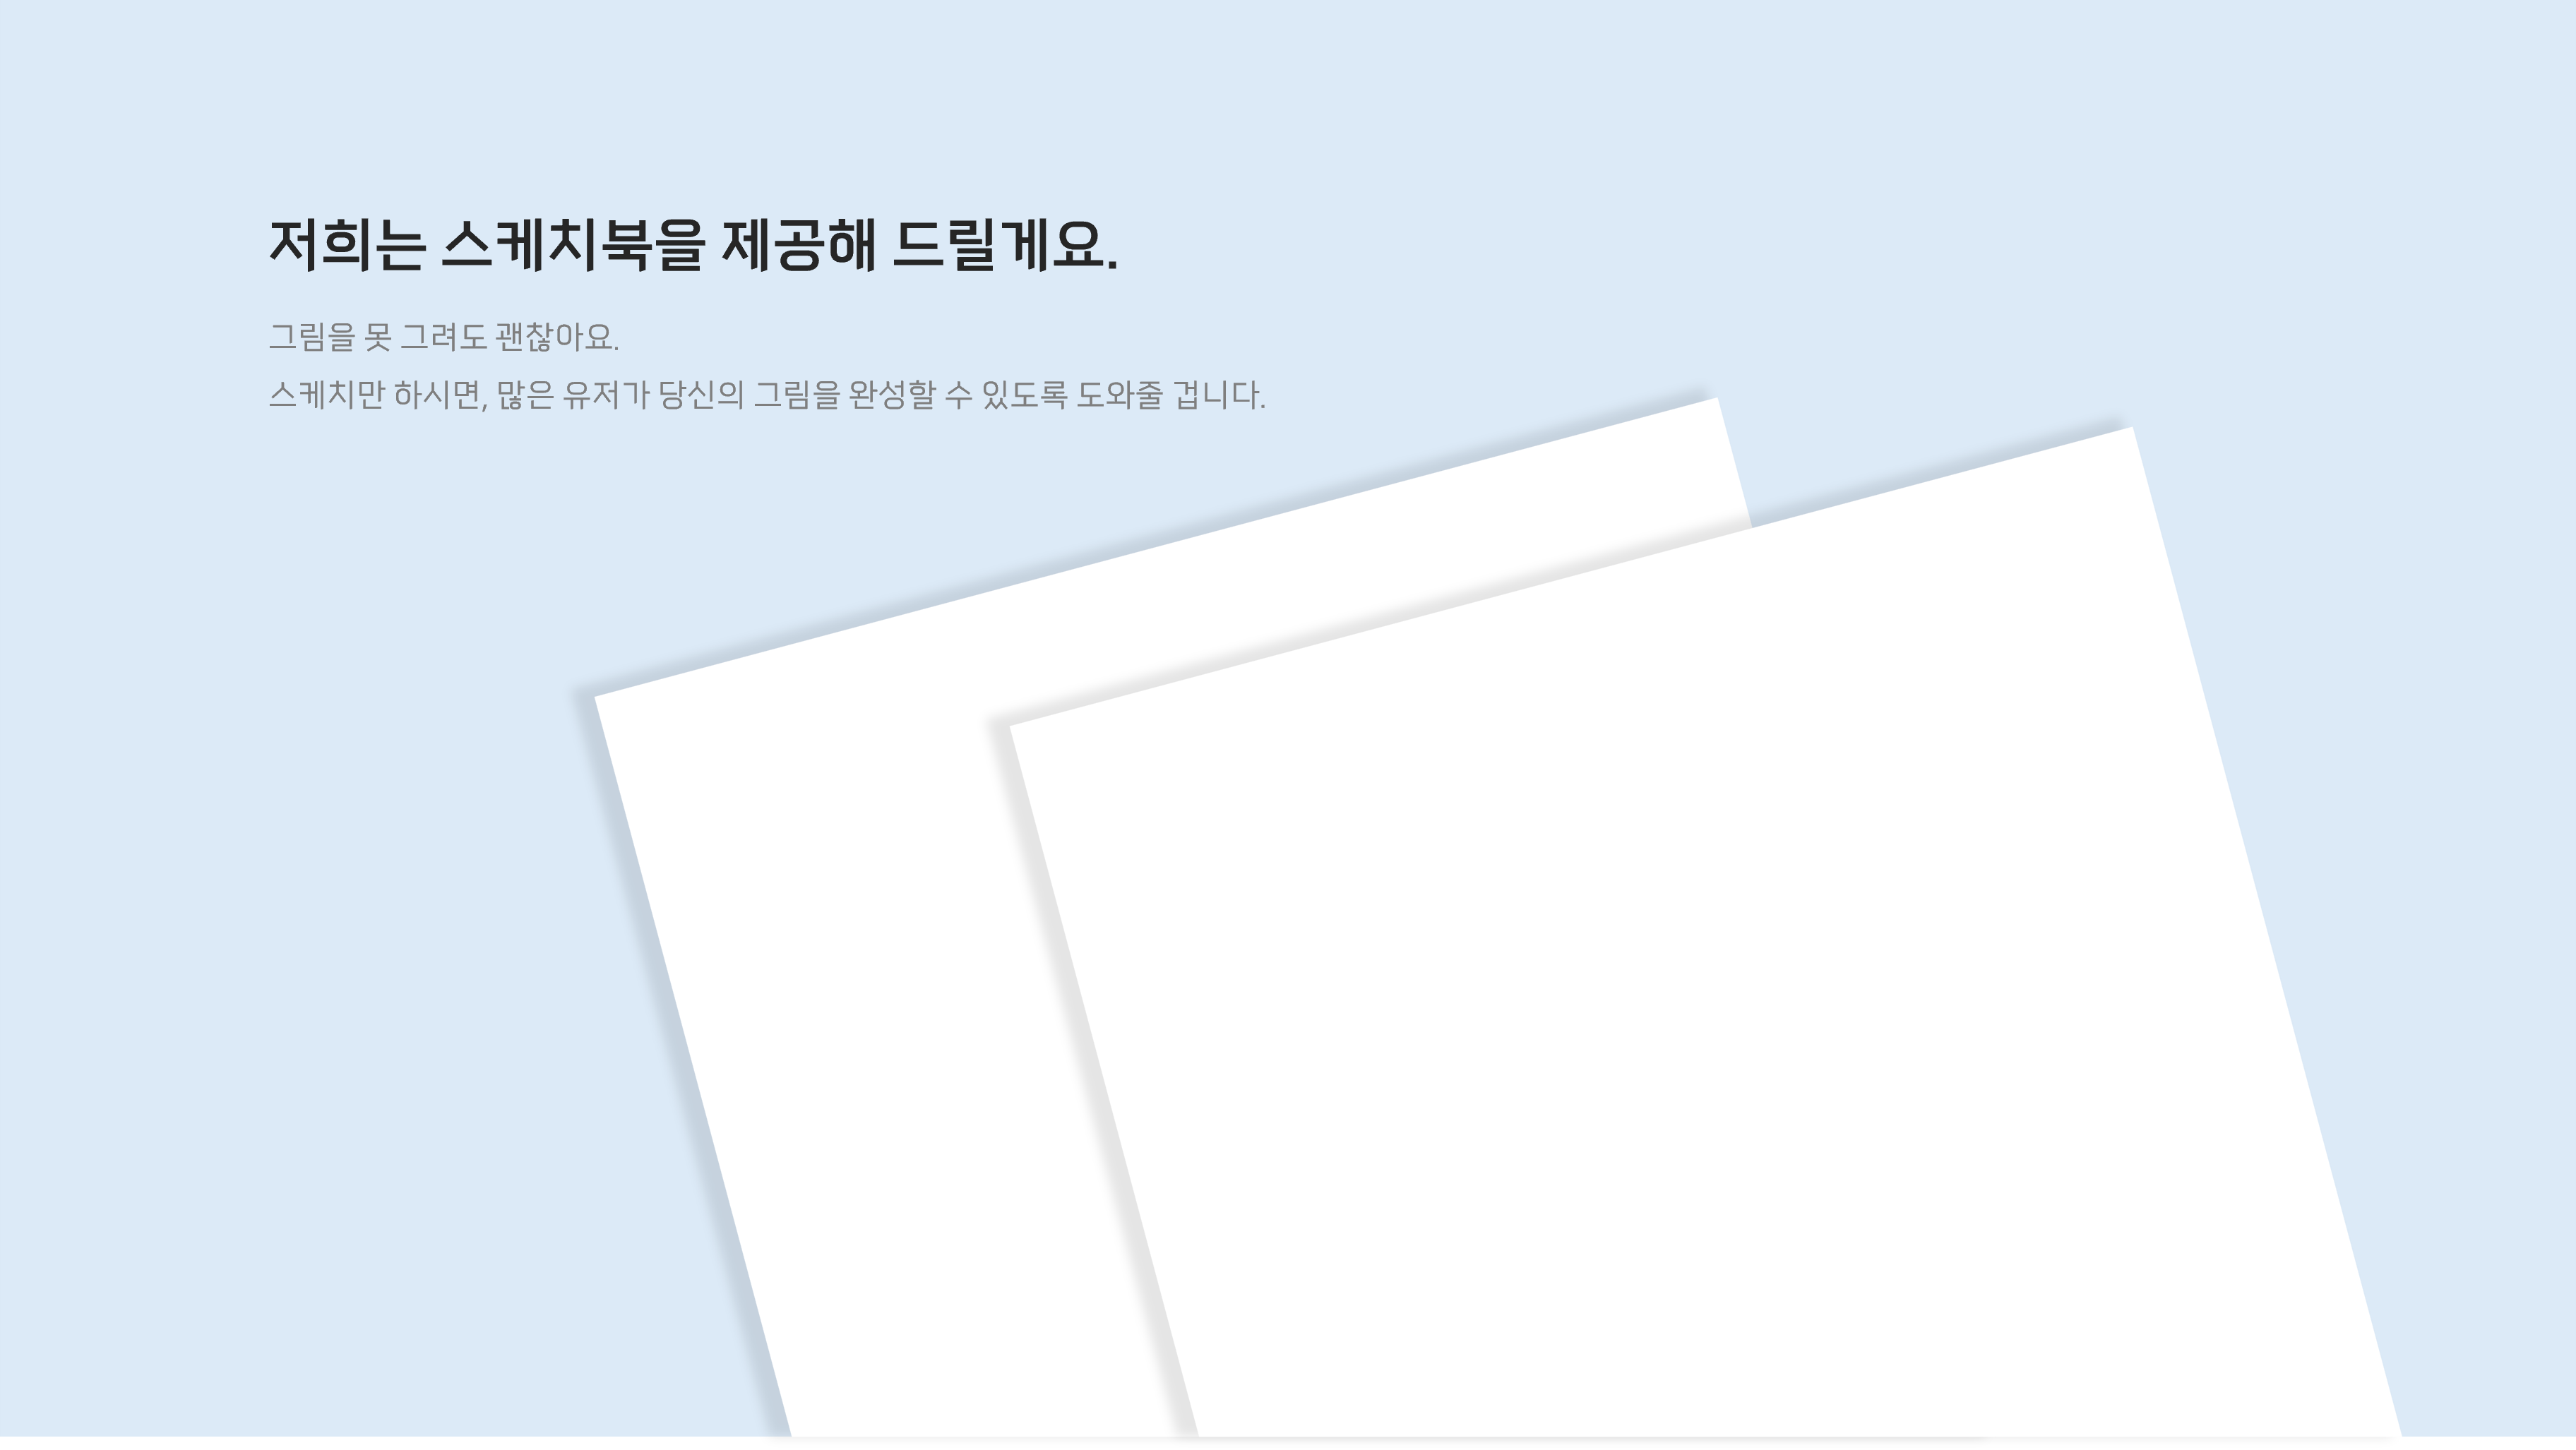 저희는 스케치북을 제공해 드릴게요.
그림을 못 그려도 괜찮아요.
스케치만 하시면, 많은 유저가 당신의 그림을 완성할 수 있도록 도와줄 겁니다.